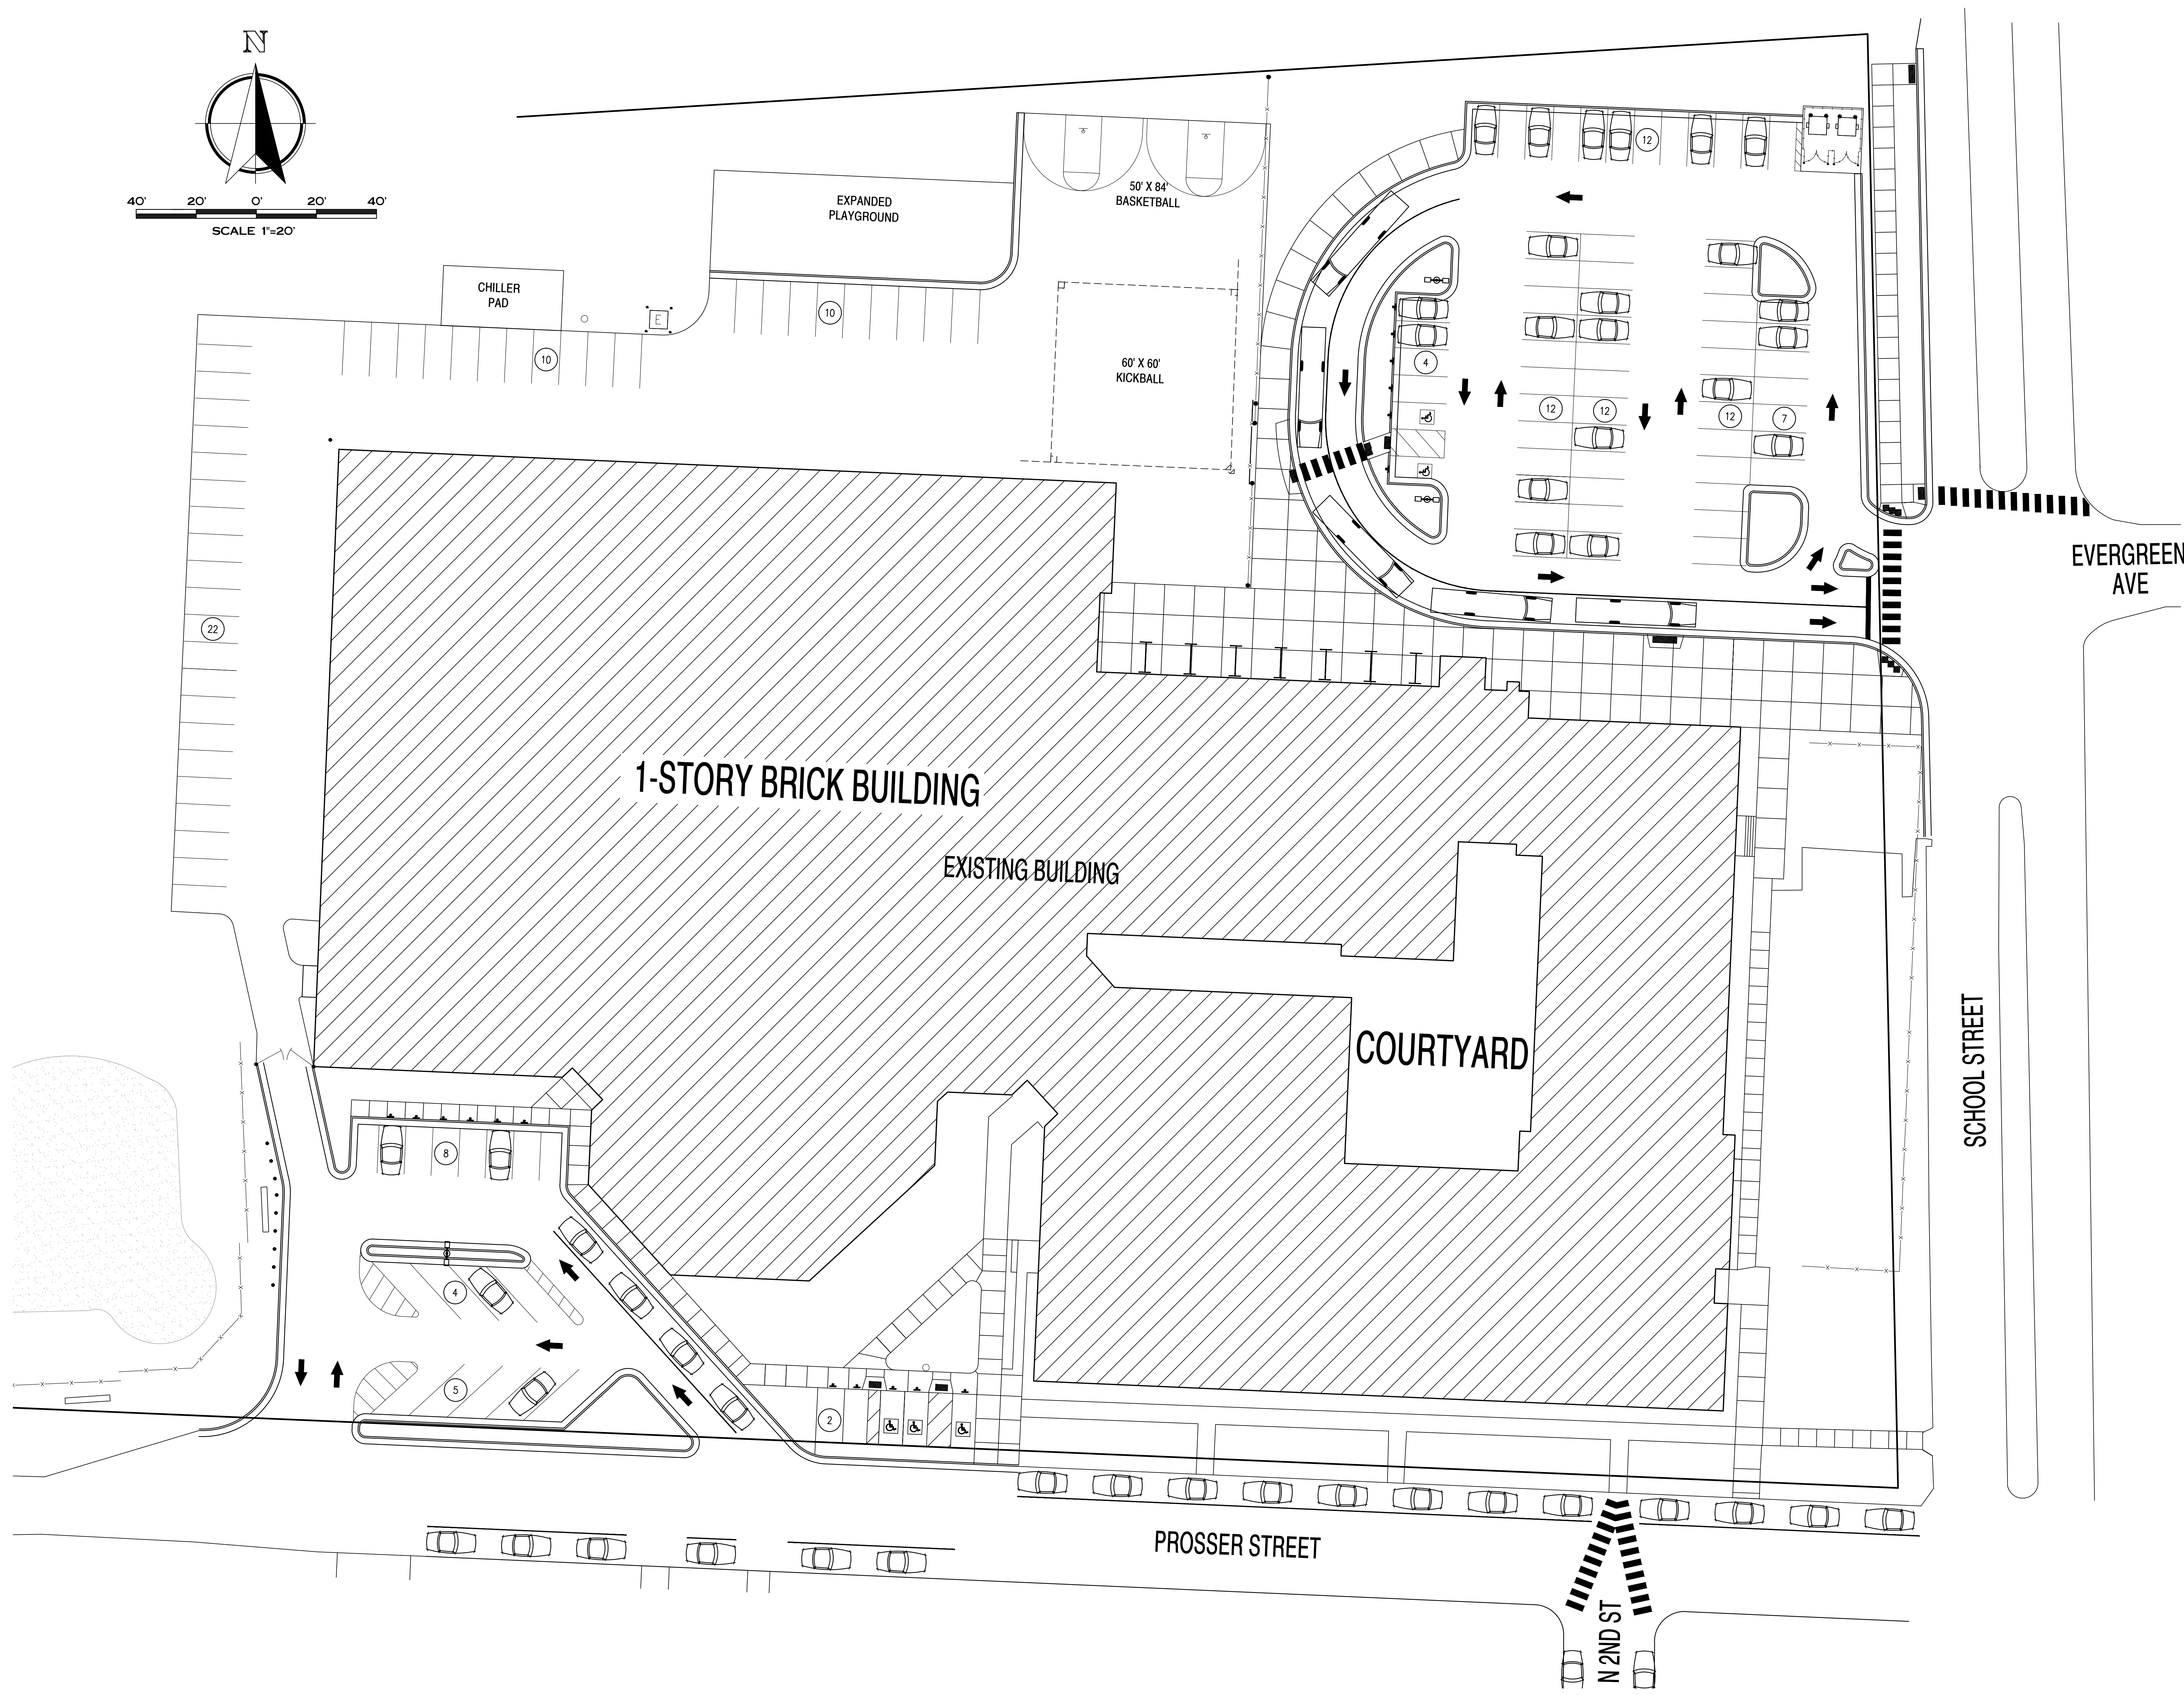 N
40' 20' 0' 20' 40'
SCALE 1"=20'
EXPANDED
PLAYGROUND
50' X 84'
BASKETBALL
12
CHILLER
PAD
E
10
10
60' X 60'
KICKBALL
4
12
12
12
7
EVERGREEN
AVE
22
1-STORY BRICK BUILDING
EXISTING BUILDING
COURTYARD
SCHOOL STREET
8
4
5
2
PROSSER STREET
N 2ND ST